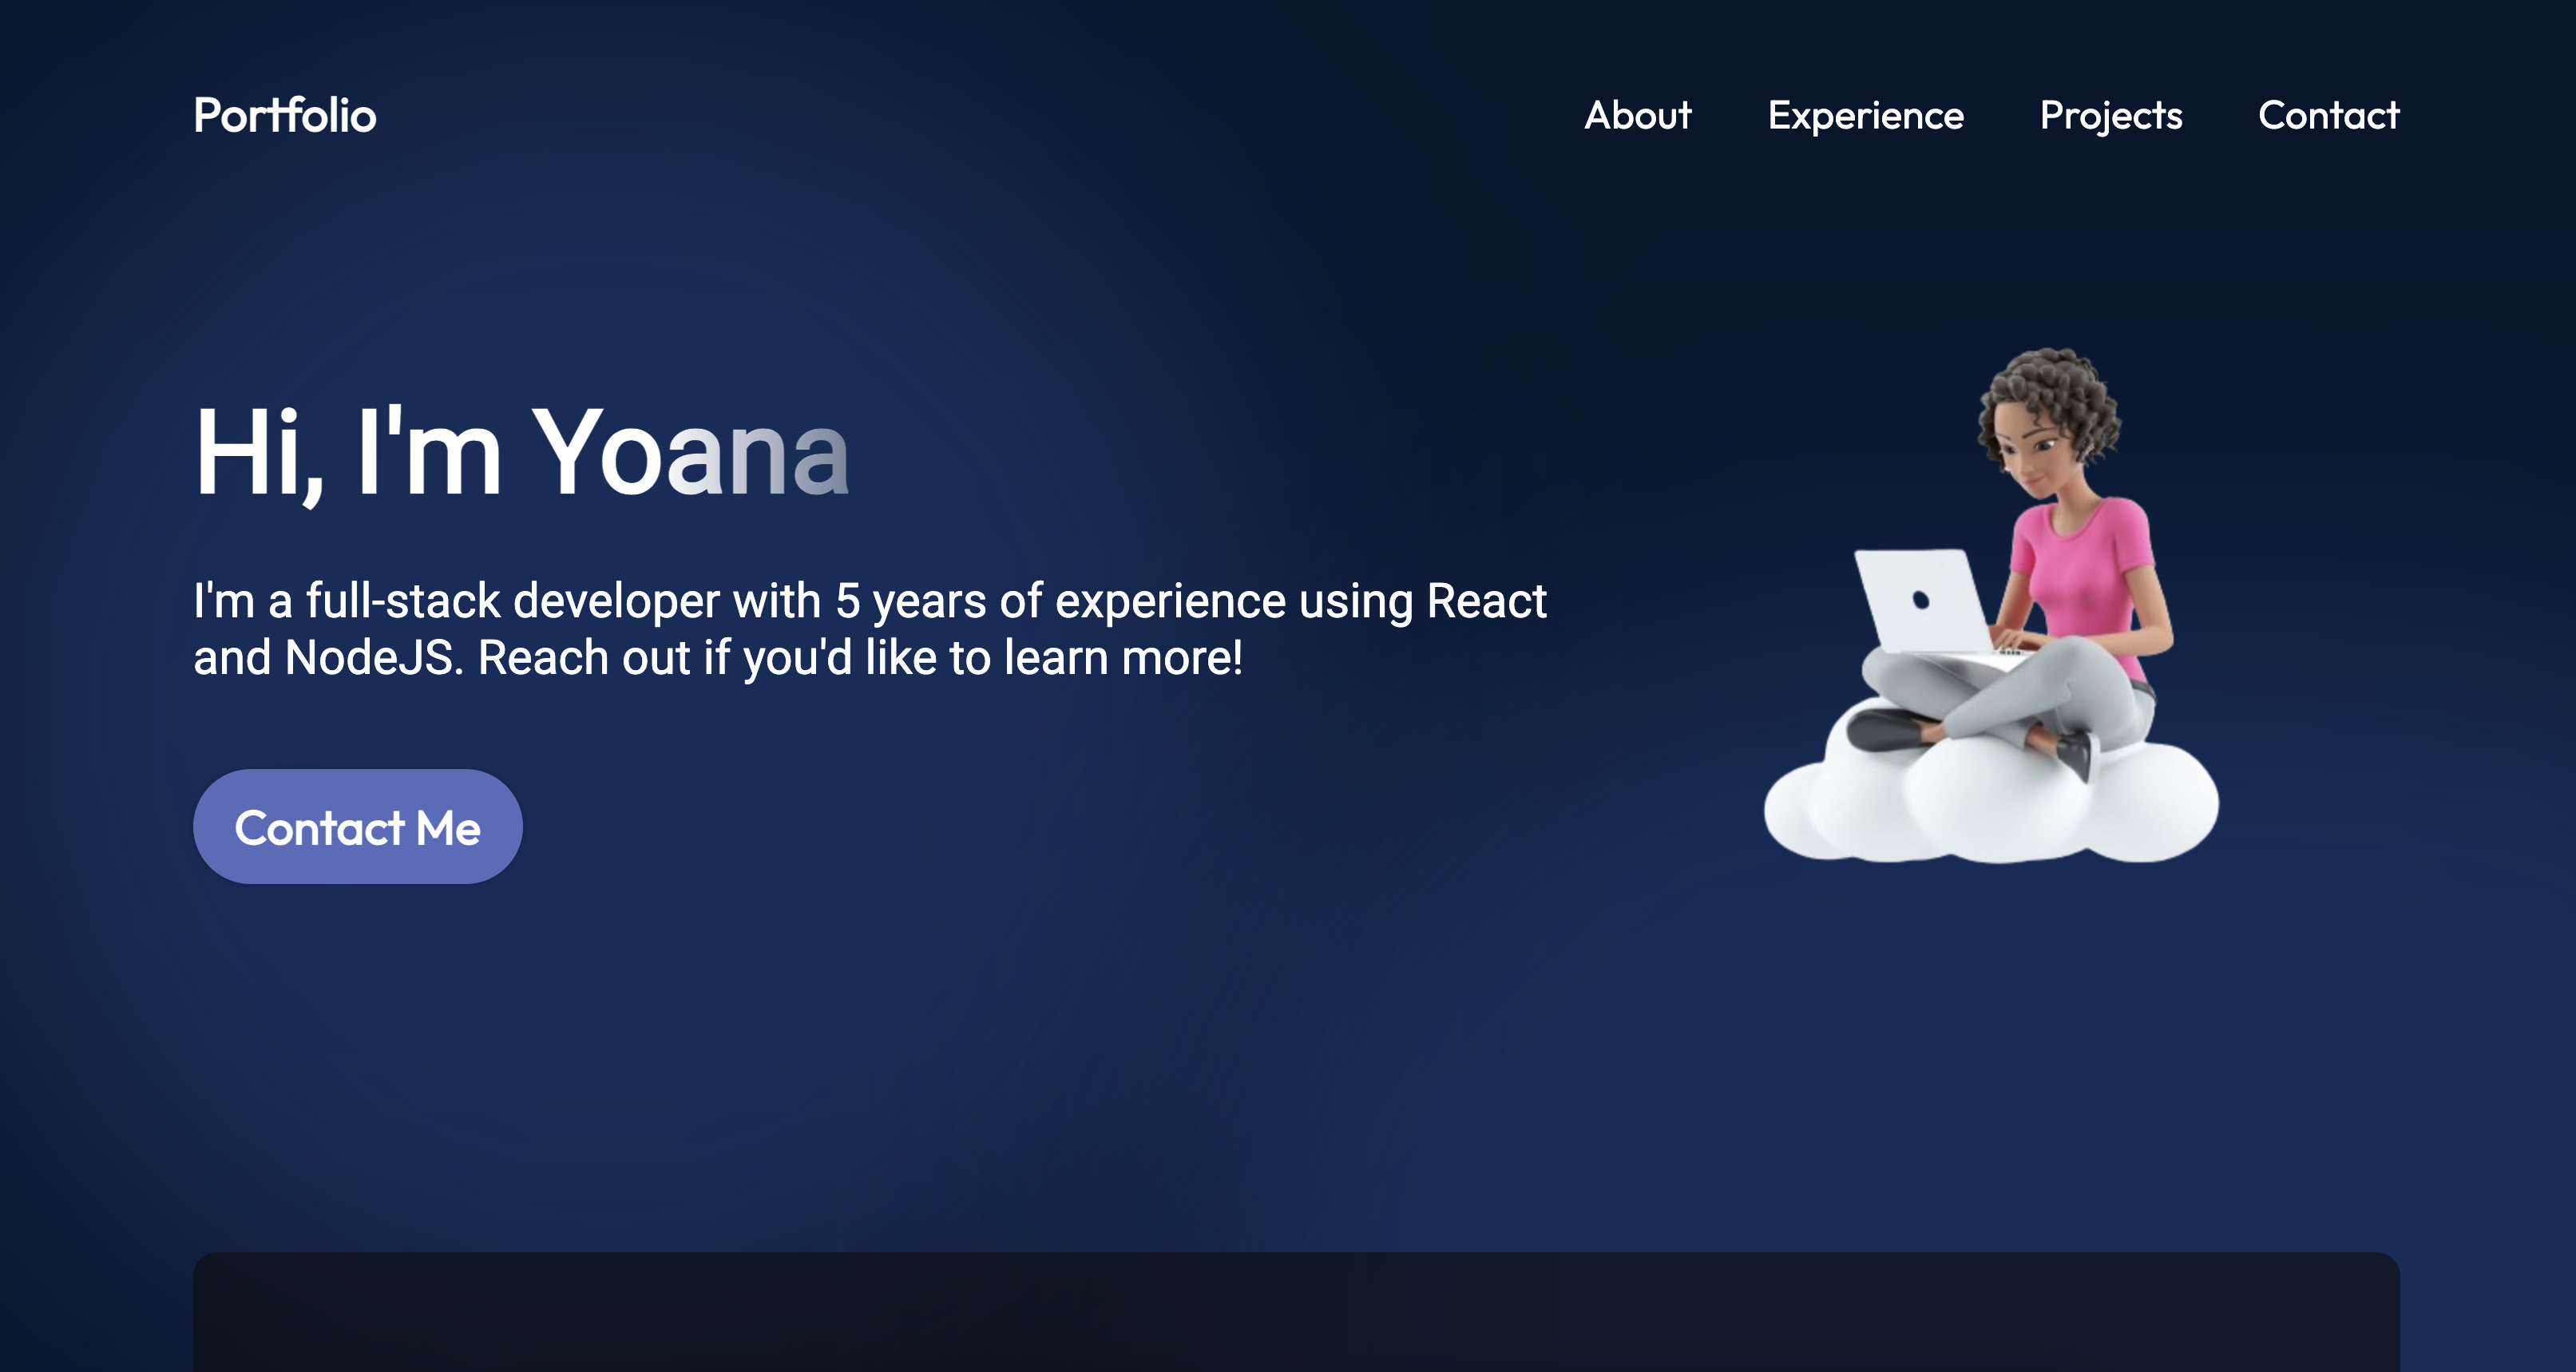 Portfolio
About Experience Projects Contact
Hi, I'm Yoana
I'm a full-stack developer with 5 years of experience using React
and NodeJS. Reach out if you'd like to learn more!
Contact Me